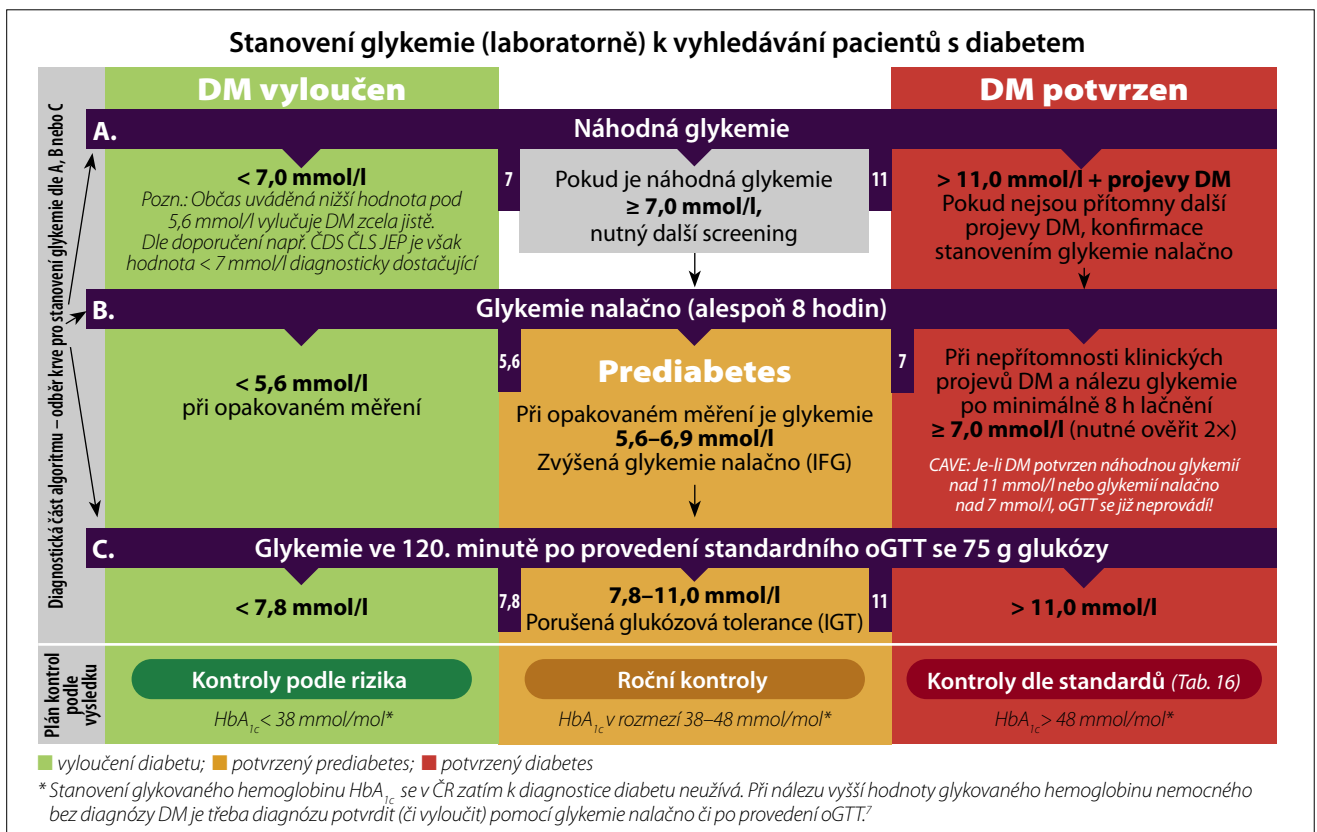 Stanovení glykemie (laboratorně) k vyhledávání pacientů s diabetem
Diagnostická část algoritmu – odběr krve pro stanovení glykemie dle A, B nebo C
DM vyloučen
DM potvrzen
A.
Náhodná glykemie
< 7,0 mmol/l
Pozn.: Občas uváděná nižší hodnota pod
5,6 mmol/l vylučuje DM zcela jistě.
Dle doporučení např. ČDS ČLS JEP je však
hodnota < 7 mmol/l diagnosticky dostačující
7
Pokud je náhodná glykemie
≥ 7,0 mmol/l,
nutný další screening
11
> 11,0 mmol/l + projevy DM
Pokud nejsou přítomny další
projevy DM, konfirmace
stanovením glykemie nalačno
B.
Glykemie nalačno (alespoň 8 hodin)
< 5,6 mmol/l
při opakovaném měření
5,6
Prediabetes
Při opakovaném měření je glykemie
5,6–6,9 mmol/l
Zvýšená glykemie nalačno (IFG)
7
Při nepřítomnosti klinických
projevů DM a nálezu glykemie
po minimálně 8 h lačnění
≥ 7,0 mmol/l (nutné ověřit 2×)
CAVE: Je-li DM potvrzen náhodnou glykemií
nad 11 mmol/l nebo glykemií nalačno
nad 7 mmol/l, oGTT se již neprovádí!
C.
Glykemie ve 120. minutě po provedení standardního oGTT se 75 g glukózy
< 7,8 mmol/l
7,8
7,8–11,0 mmol/l
Porušená glukózová tolerance (IGT)
11
> 11,0 mmol/l
Plán kontrol
podle
výsledku
Kontroly podle rizika
HbA1c < 38 mmol/mol*
Roční kontroly
HbA1c v rozmezí 38–48 mmol/mol*
Kontroly dle standardů (Tab. 16)
HbA1c > 48 mmol/mol*
vyloučení diabetu; potvrzený prediabetes; potvrzený diabetes
* Stanovení glykovaného hemoglobinu HbA1c se v ČR zatím k diagnostice diabetu neužívá. Při nálezu vyšší hodnoty glykovaného hemoglobinu nemocného
bez diagnózy DM je třeba diagnózu potvrdit (či vyloučit) pomocí glykemie nalačno či po provedení oGTT.7